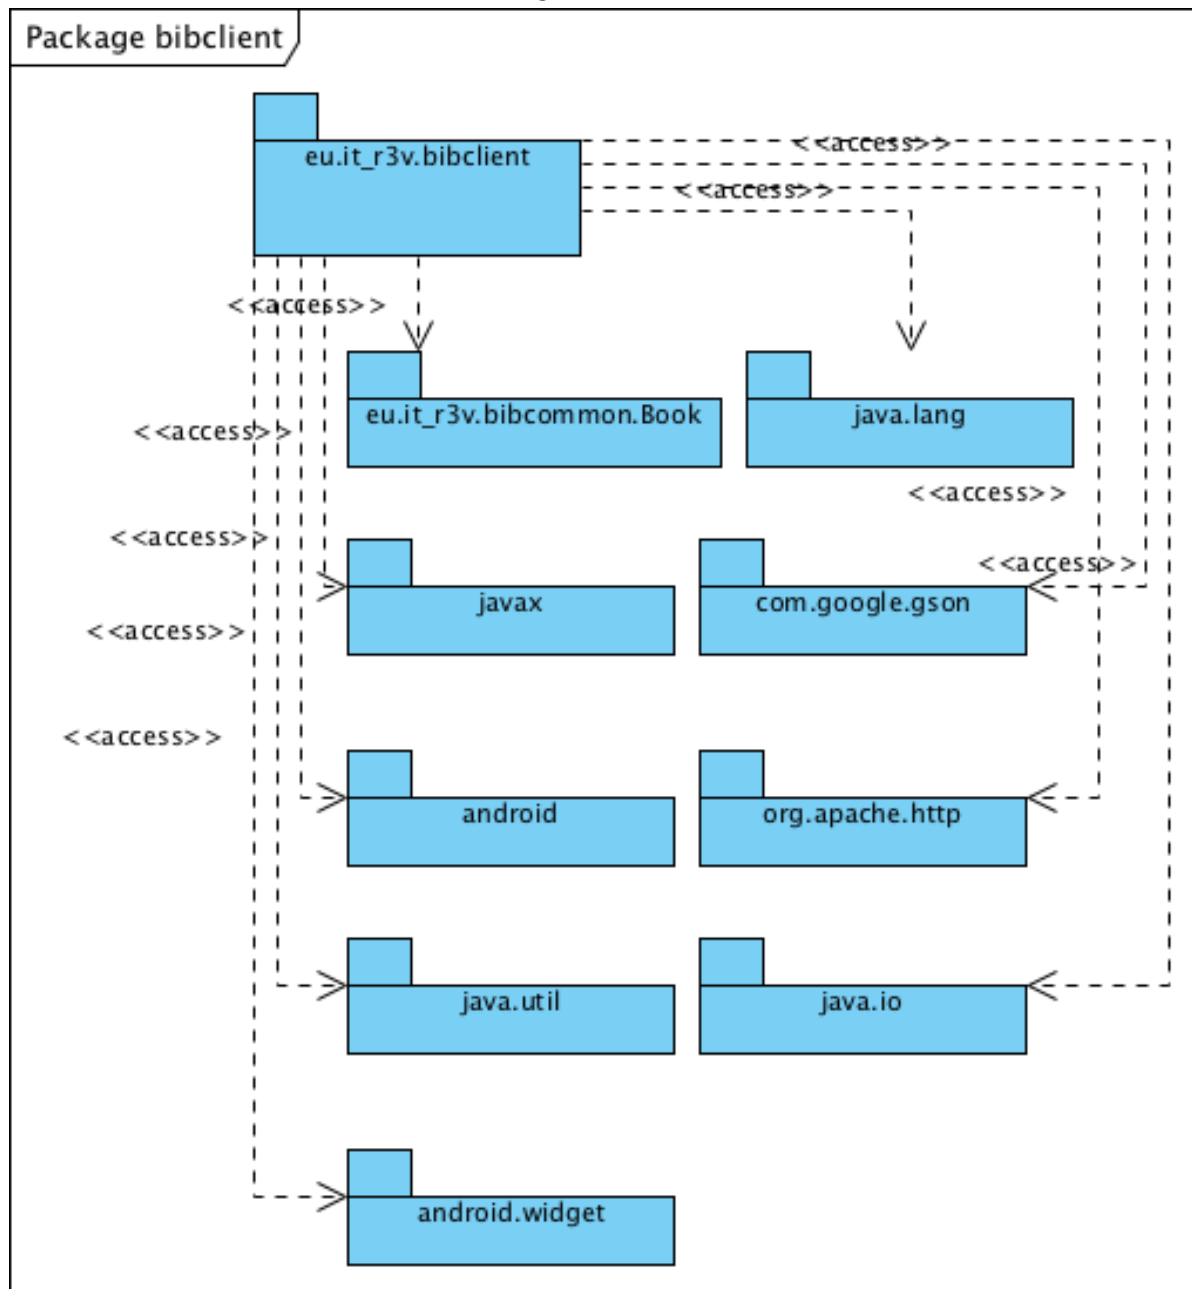 Package bibclient
<<access>>
eu.it_r3v.bibclient
<<access>>
<<access>>
eu.it_r3v.bibcommon.Book
java.lang
<<access>>
<<access>>
<<access>>
<<access>>
javax
com.google.gson
<<access>>
<<access>>
android
org.apache.http
java.util
java.io
android.widget